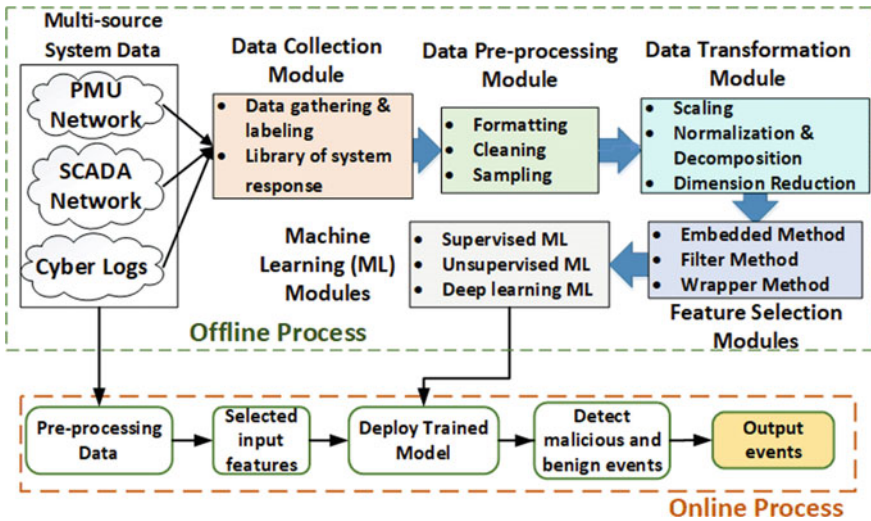 Multi-source
System Data
PMU
Network
SCADA
Network
Cyber Logs
Data Collection
Module
• Data gathering &
labeling
• Library of system
response
Data Pre-processing
Module
• Formatting
• Cleaning
• Sampling
Data Transformation
Module
• Scaling
• Normalization &
Decomposition
• Dimension Reduction
• Embedded Method
• Filter Method
• Wrapper Method
Feature Selection
Modules
Machine
Learning (ML)
Modules
• Supervised ML
• Unsupervised ML
• Deep learning ML
Offline Process
Pre-processing
Data
Selected
input
features
Deploy Trained
Model
Detect
malicious and
benign events
Output
events
Online Process